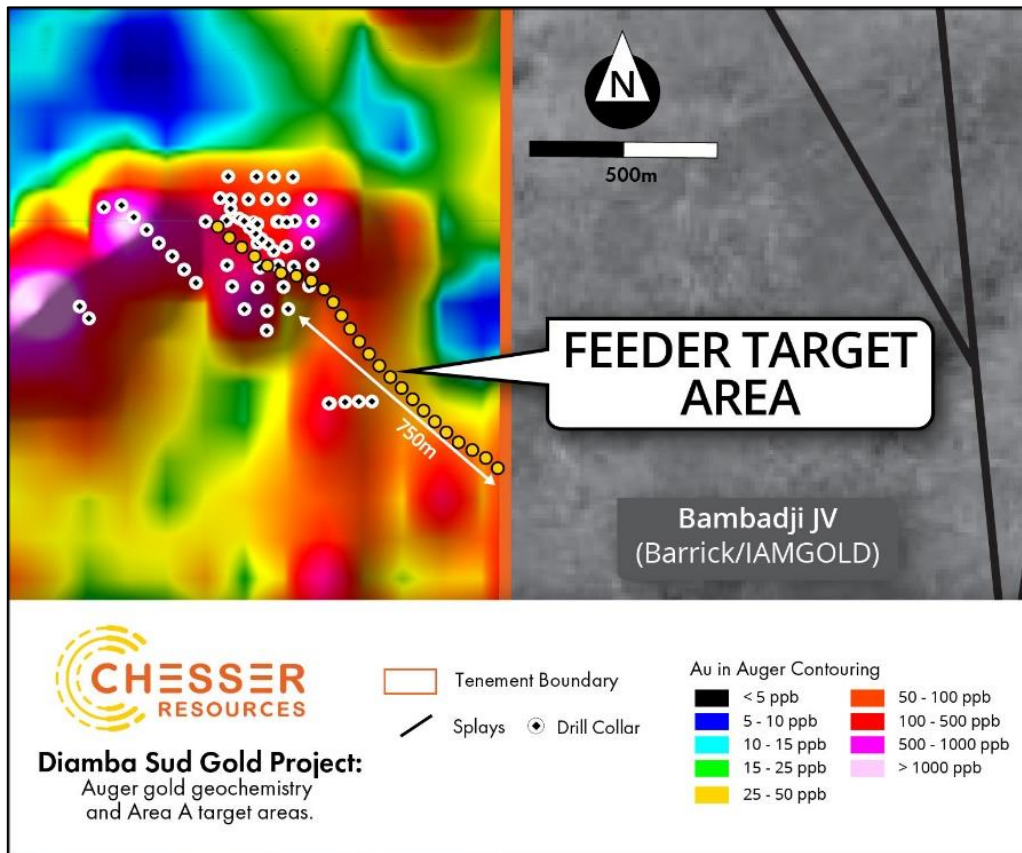 N
500m
FEEDER TARGET
AREA
750m
Bambadji JV
(Barrick/IAMGOLD)
CHESSER
RESOURCES
Diamba Sud Gold Project:
Auger gold geochemistry
and Area A target areas.
Tenement Boundary
Splays
Drill Collar
Au in Auger Contouring
< 5 ppb
5 - 10 ppb
10 - 15 ppb
15 - 25 ppb
25 - 50 ppb
50 - 100 ppb
100 - 500 ppb
500 - 1000 ppb
> 1000 ppb